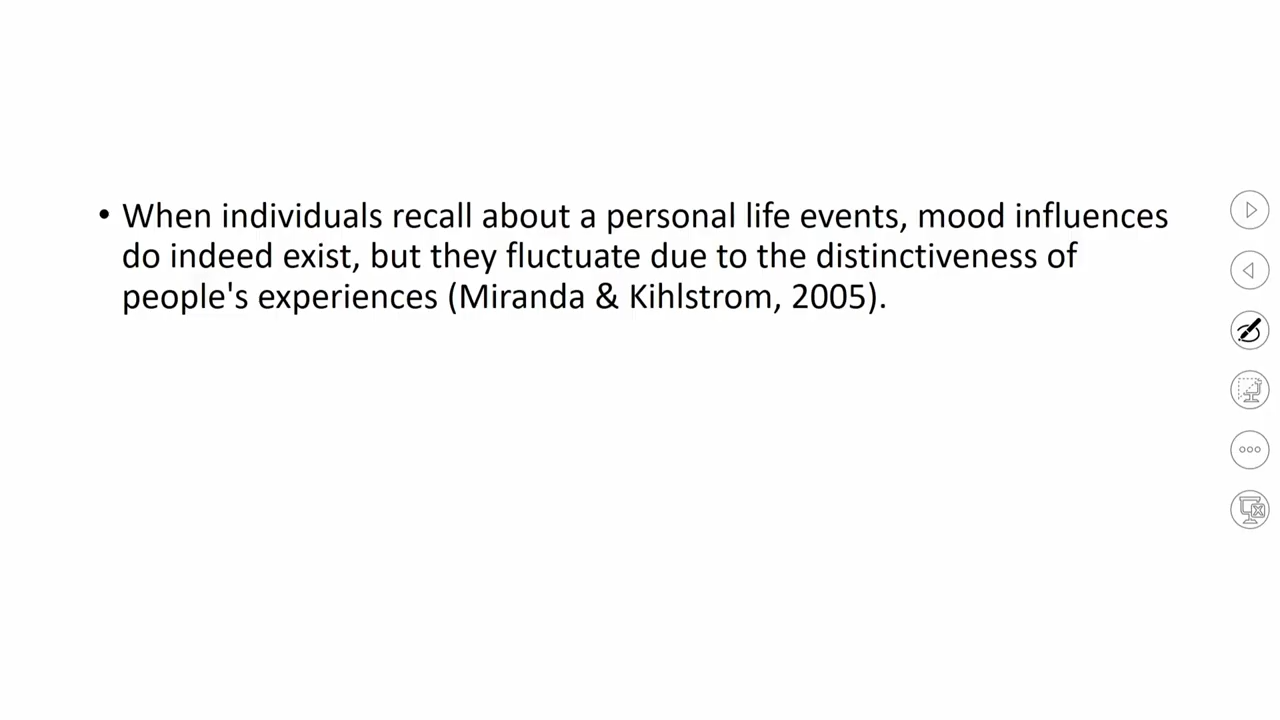 • When individuals recall about a personal life events, mood influences
do indeed exist, but they fluctuate due to the distinctiveness of
people's experiences (Miranda & Kihlstrom, 2005).